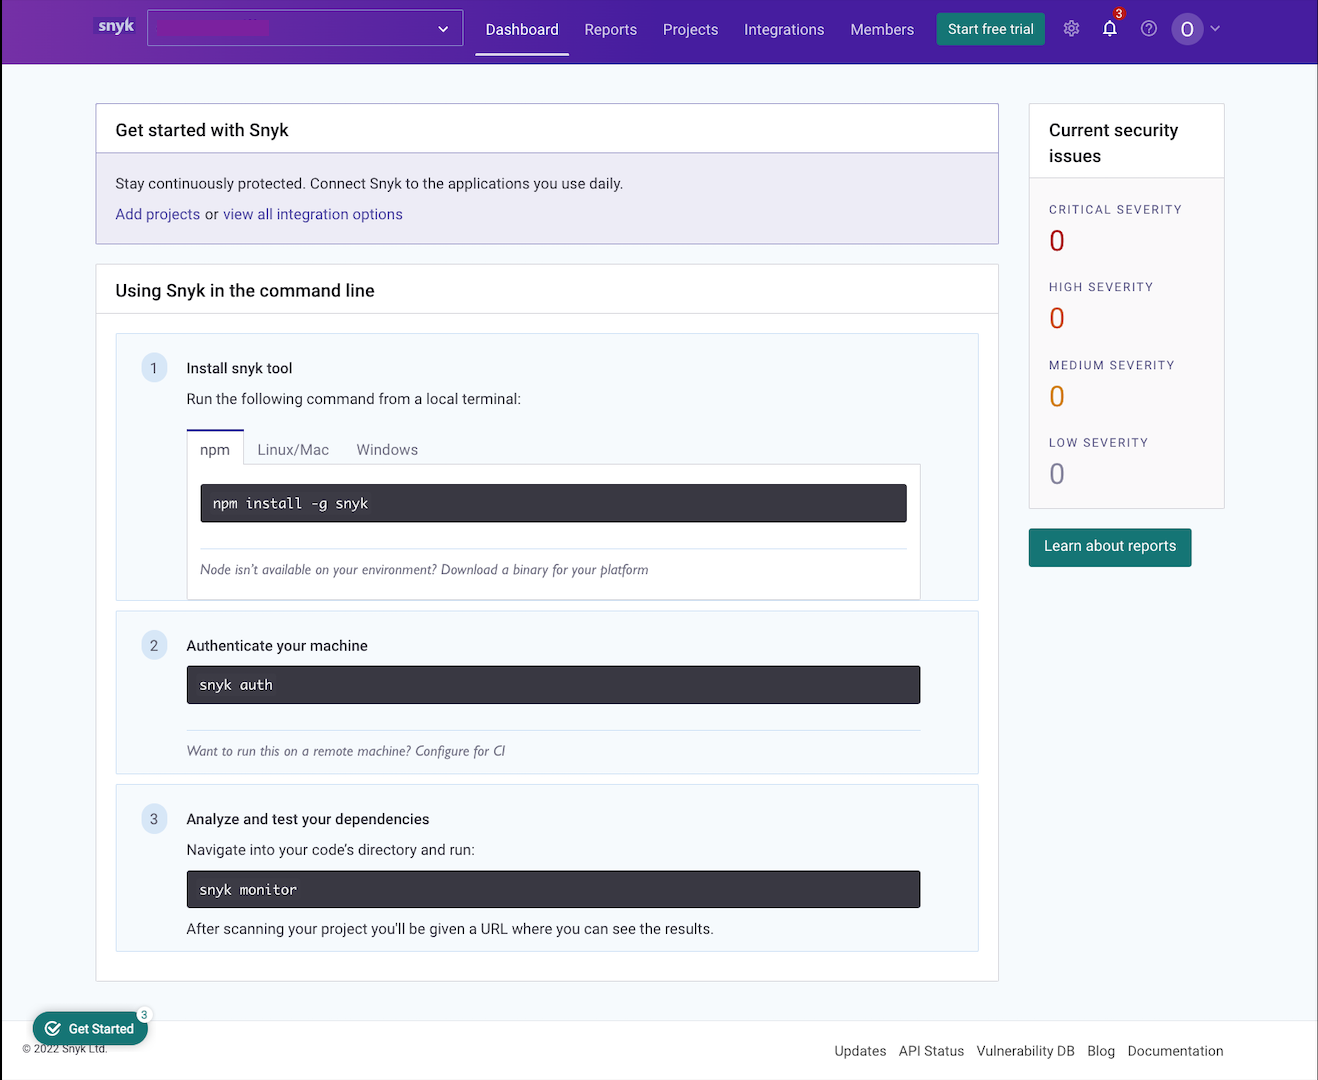 snyk
Dashboard
Reports
Projects
Integrations
Members
Start free trial
3
O
Get started with Snyk
Stay continuously protected. Connect Snyk to the applications you use daily.
Add projects or view all integration options
Using Snyk in the command line
1
Install snyk tool
Run the following command from a local terminal:
npm
Linux/Mac
Windows
npm install -g snyk
Node isn't available on your environment? Download a binary for your platform
2
Authenticate your machine
snyk auth
Want to run this on a remote machine? Configure for CI
3
Analyze and test your dependencies
Navigate into your code's directory and run:
snyk monitor
After scanning your project you'll be given a URL where you can see the results.
Current security
issues
CRITICAL SEVERITY
0
HIGH SEVERITY
0
MEDIUM SEVERITY
0
LOW SEVERITY
0
Learn about reports
Get Started
3
© 2022 Snyk Ltd.
Updates
API Status
Vulnerability DB
Blog
Documentation